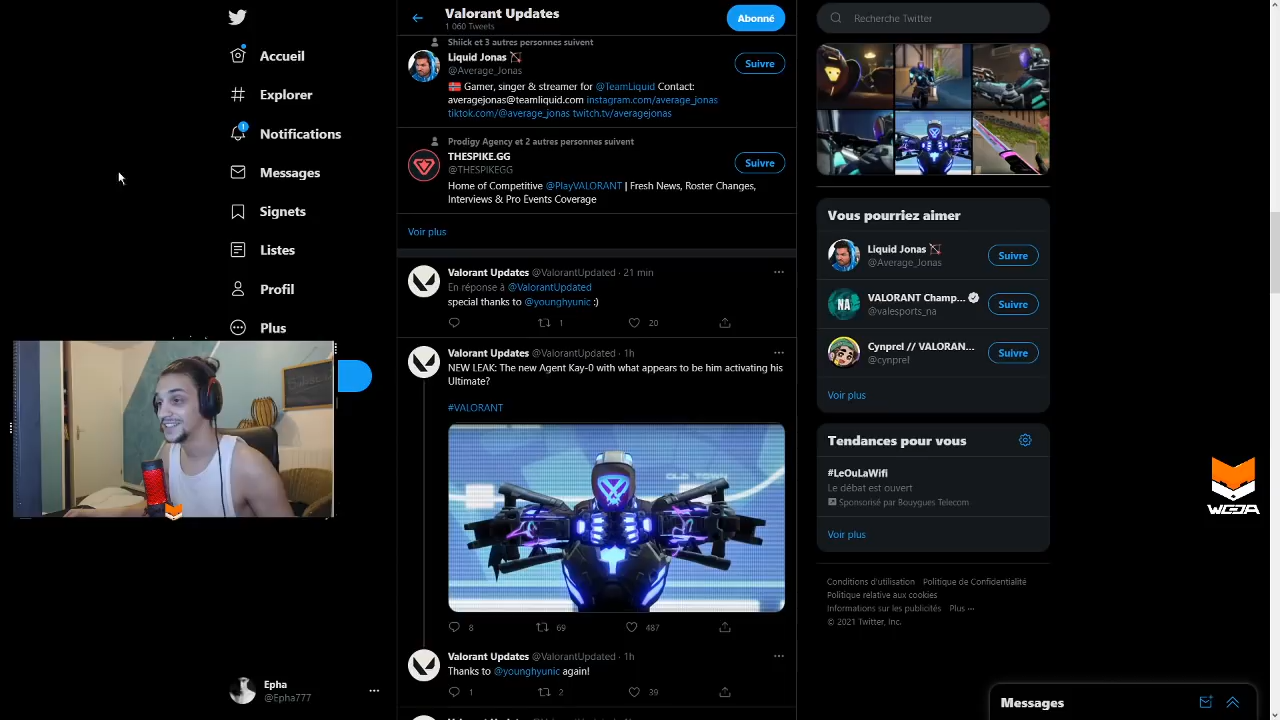 Accueil
Explorer
1
Notifications
Messages
Signets
Listes
Profil
Plus
Epha
@Epha777
Valorant Updates
1 060 Tweets
Abonné
Shiick et 3 autres personnes suivent
Liquid Jonas
@Average_Jonas
Suivre
Gamer, singer & streamer for @TeamLiquid Contact:
averagejonas@teamliquid.com instagram.com/average_jonas
tiktok.com/@average_jonas twitch.tv/averagejonas
Prodigy Agency et 2 autres personnes suivent
THESPIKE.GG
@THESPIKEGG
Suivre
Home of Competitive @PlayVALORANT | Fresh News, Roster Changes,
Interviews & Pro Events Coverage
Voir plus
Valorant Updates @ValorantUpdated · 21 min
En réponse à @ValorantUpdated
special thanks to @younghyunic :)
1 20
Valorant Updates @ValorantUpdated · 1h
NEW LEAK: The new Agent Kay-0 with what appears to be him activating his
Ultimate?
#VALORANT
OLD TOWN
8 69 487
Valorant Updates @ValorantUpdated · 1h
Thanks to @younghyunic again!
1 2 39
Recherche Twitter
Vous pourriez aimer
Liquid Jonas
@Average_Jonas
Suivre
NA
VALORANT Champ...
@valesports_na
Suivre
Cynprel // VALORAN...
@cynprel
Suivre
Voir plus
Tendances pour vous
#LeOuLaWifi
Le débat est ouvert
Sponsorisé par Bouygues Telecom
Voir plus
Conditions d'utilisation Politique de Confidentialité
Politique relative aux cookies
Informations sur les publicités Plus ···
© 2021 Twitter, Inc.
Messages